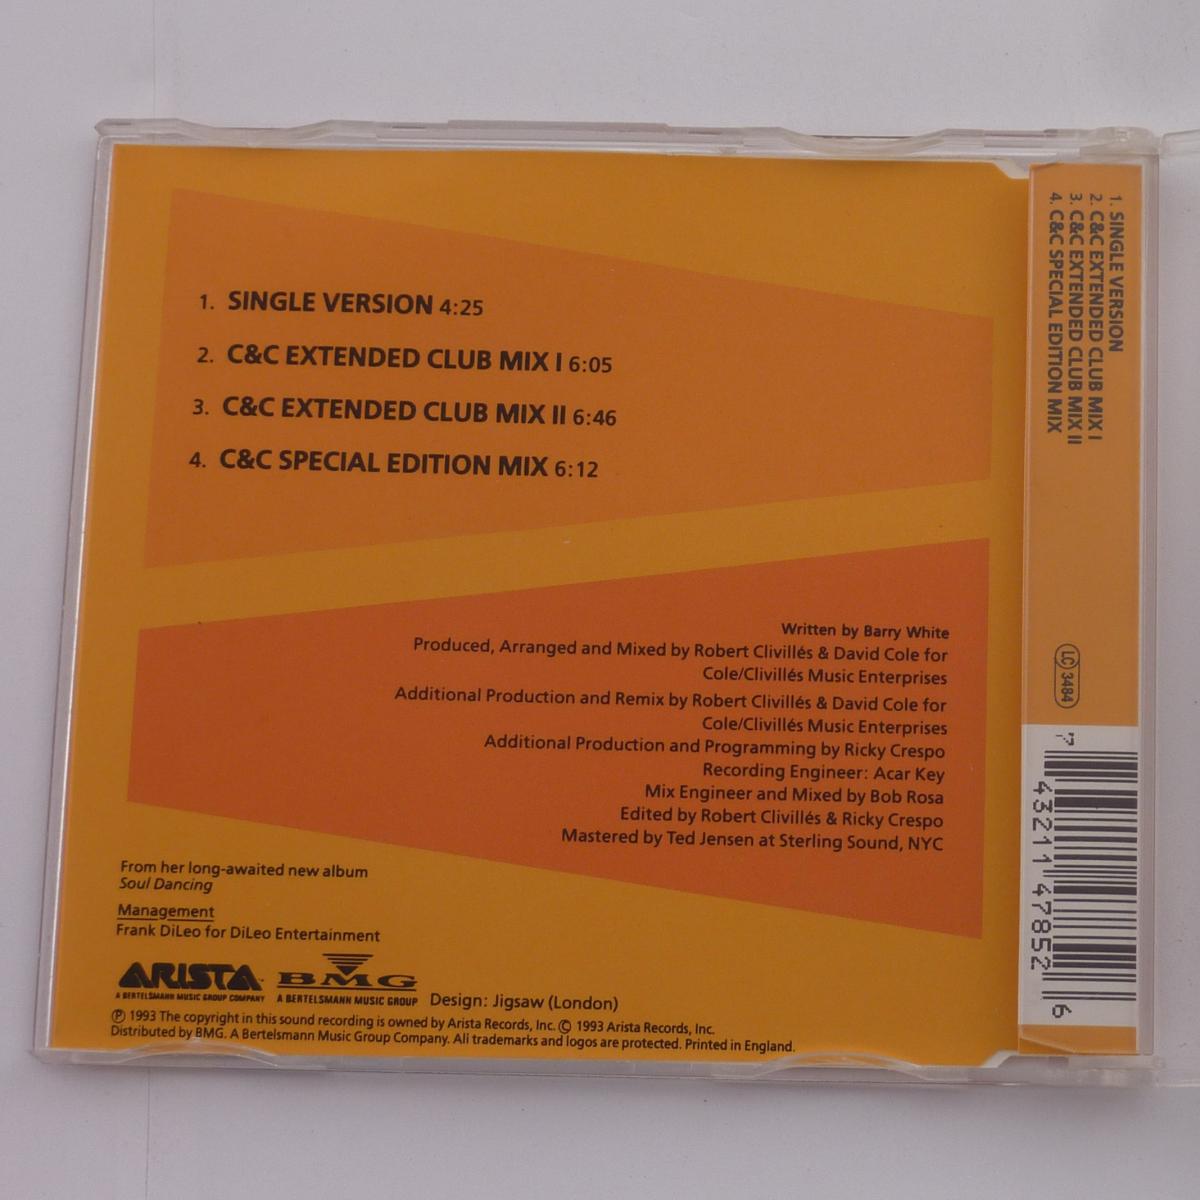 1. SINGLE VERSION 4:25
2. C&C EXTENDED CLUB MIX I 6:05
3. C&C EXTENDED CLUB MIX II 6:46
4. C&C SPECIAL EDITION MIX 6:12
Written by Barry White
Produced, Arranged and Mixed by Robert Clivillés & David Cole for
Cole/Clivillés Music Enterprises
Additional Production and Remix by Robert Clivillés & David Cole for
Cole/Clivillés Music Enterprises
Additional Production and Programming by Ricky Crespo
Recording Engineer: Acar Key
Mix Engineer and Mixed by Bob Rosa
Edited by Robert Clivillés & Ricky Crespo
Mastered by Ted Jensen at Sterling Sound, NYC
From her long-awaited new album
Soul Dancing
Management
Frank DiLeo for DiLeo Entertainment
ARISTA
A BERTELSMANN MUSIC GROUP COMPANY
BMG
A BERTELSMANN MUSIC GROUP
Design: Jigsaw (London)
℗ 1993 The copyright in this sound recording is owned by Arista Records, Inc. © 1993 Arista Records, Inc.
Distributed by BMG. A Bertelsmann Music Group Company. All trademarks and logos are protected. Printed in England.
1. SINGLE VERSION
2. C&C EXTENDED CLUB MIX I
3. C&C EXTENDED CLUB MIX II
4. C&C SPECIAL EDITION MIX
LC 3484
7 43211 47852 6